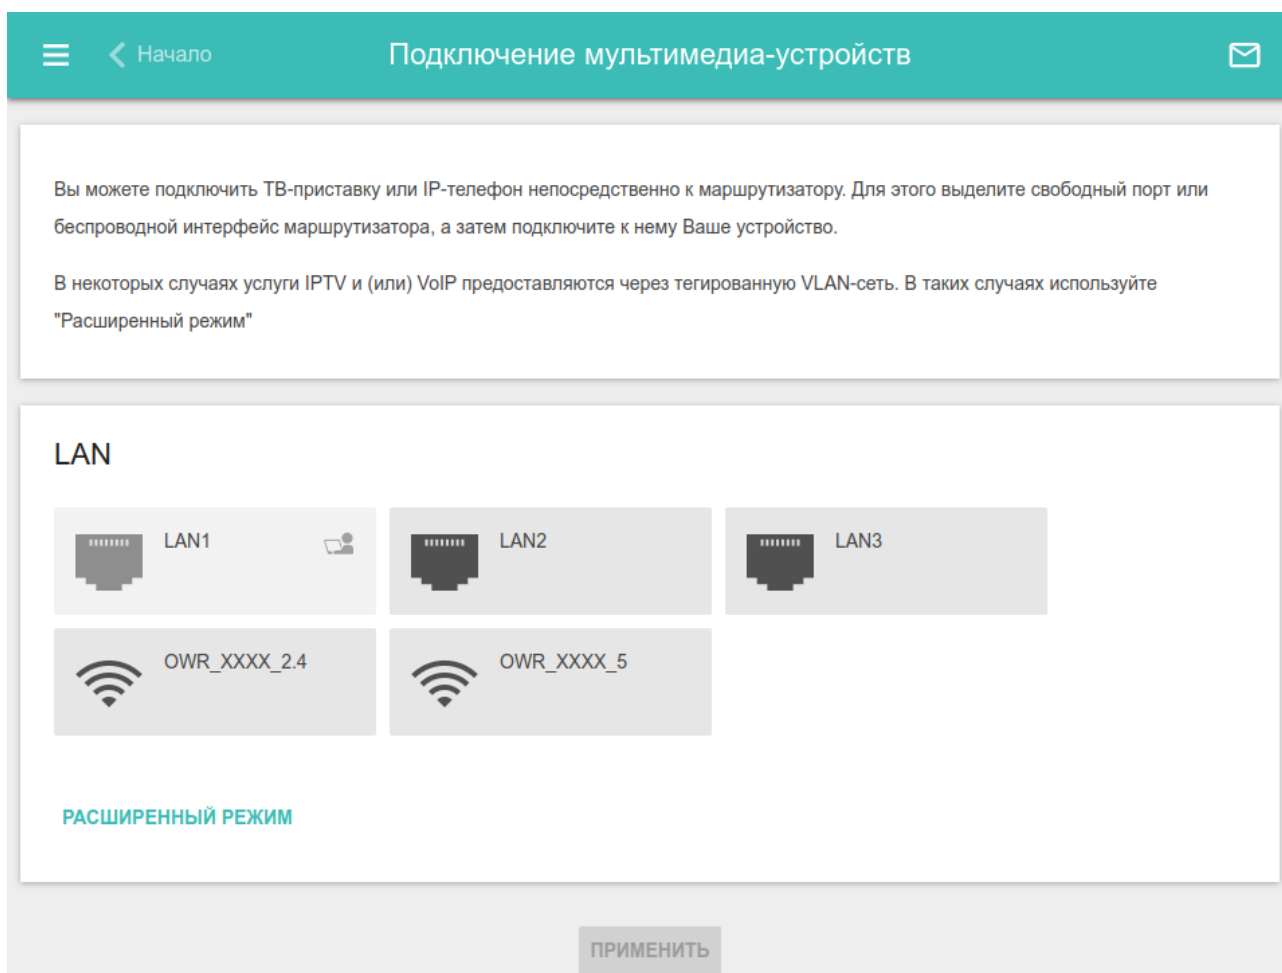 Начало
Подключение мультимедиа-устройств
Вы можете подключить ТВ-приставку или IP-телефон непосредственно к маршрутизатору. Для этого выделите свободный порт или
беспроводной интерфейс маршрутизатора, а затем подключите к нему Ваше устройство.
В некоторых случаях услуги IPTV и (или) VoIP предоставляются через тегированную VLAN-сеть. В таких случаях используйте
"Расширенный режим"
LAN
LAN1
LAN2
LAN3
OWR_XXXX_2.4
OWR_XXXX_5
РАСШИРЕННЫЙ РЕЖИМ
ПРИМЕНИТЬ